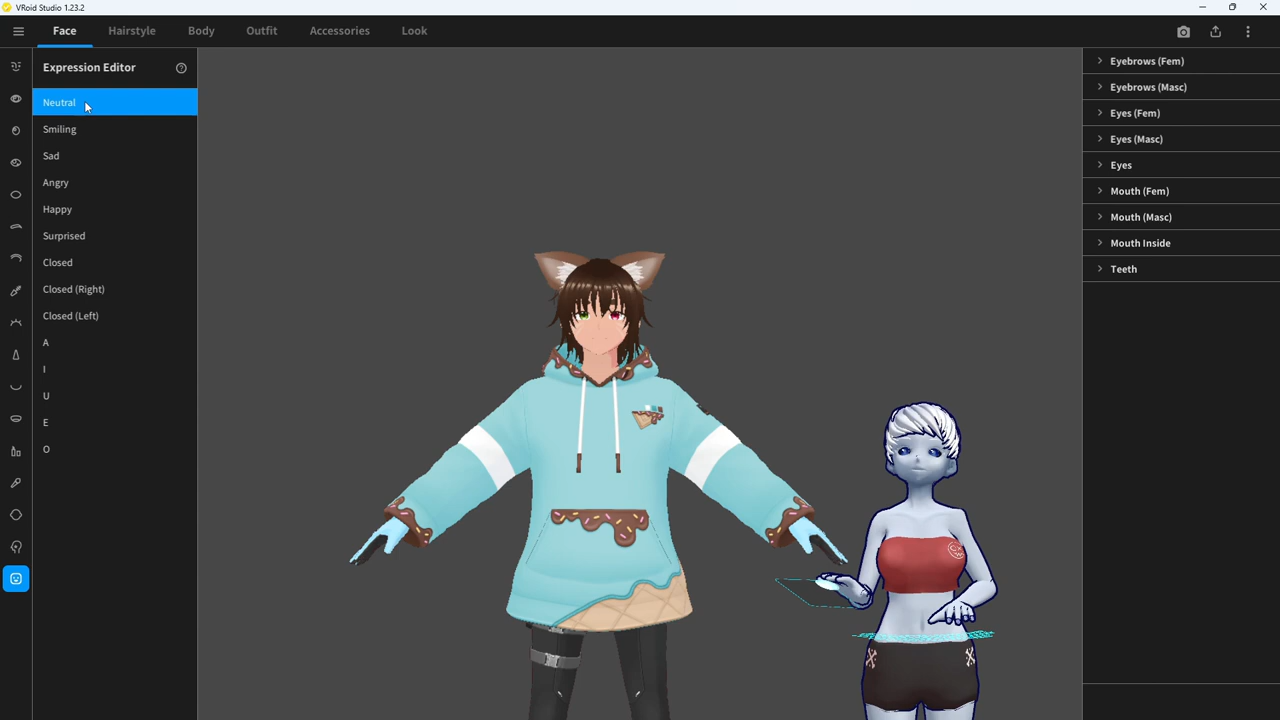 VRoid Studio 1.23.2
Face Hairstyle Body Outfit Accessories Look
Expression Editor
Neutral
Smiling
Sad
Angry
Happy
Surprised
Closed
Closed (Right)
Closed (Left)
A
I
U
E
O
Eyebrows (Fem)
Eyebrows (Masc)
Eyes (Fem)
Eyes (Masc)
Eyes
Mouth (Fem)
Mouth (Masc)
Mouth Inside
Teeth